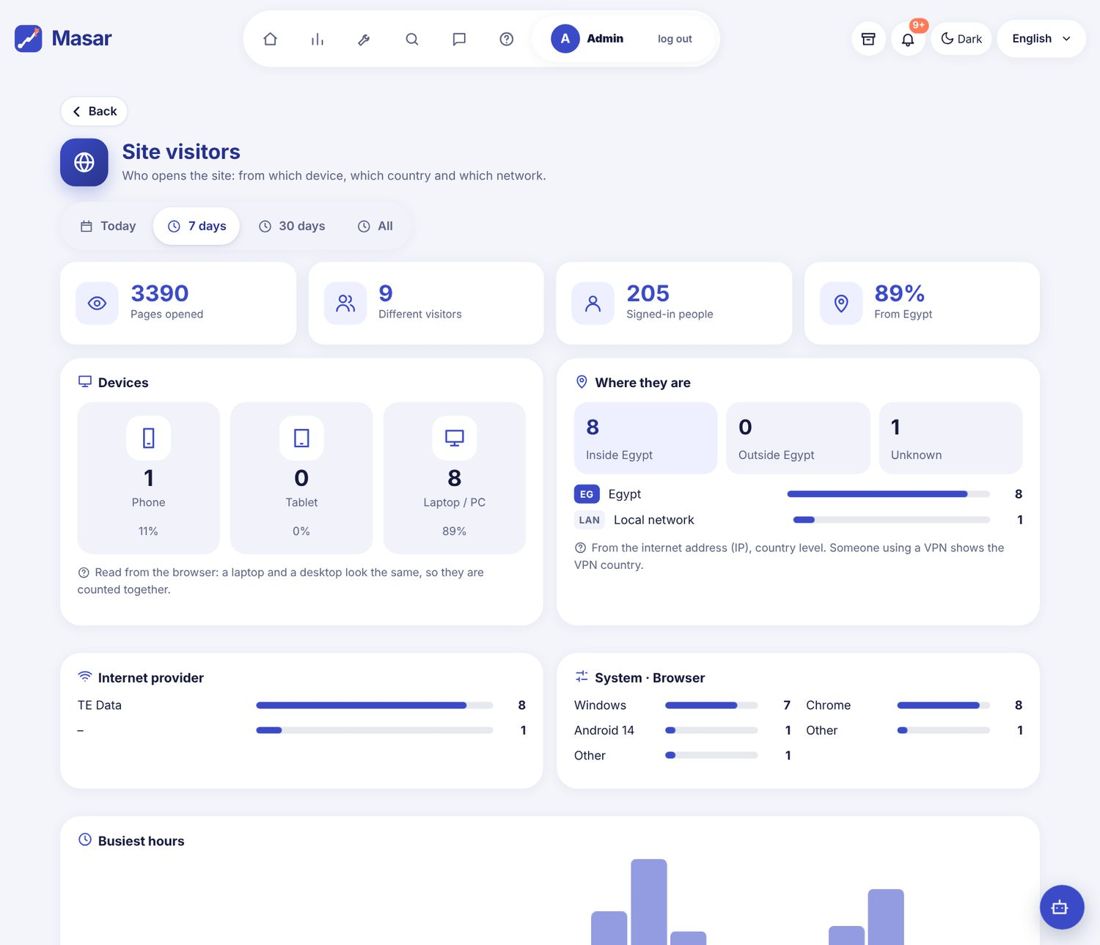 Masar
A
Admin
log out
9+
Dark
English
Back
Site visitors
Who opens the site: from which device, which country and which network.
Today
7 days
30 days
All
3390
Pages opened
9
Different visitors
205
Signed-in people
89%
From Egypt
Devices
1
Phone
11%
0
Tablet
0%
8
Laptop / PC
89%
Read from the browser: a laptop and a desktop look the same, so they are
counted together.
Where they are
8
Inside Egypt
0
Outside Egypt
1
Unknown
EG Egypt 8
LAN Local network 1
From the internet address (IP), country level. Someone using a VPN shows the
VPN country.
Internet provider
TE Data 8
– 1
System · Browser
Windows 7
Android 14 1
Other 1
Chrome 8
Other 1
Busiest hours